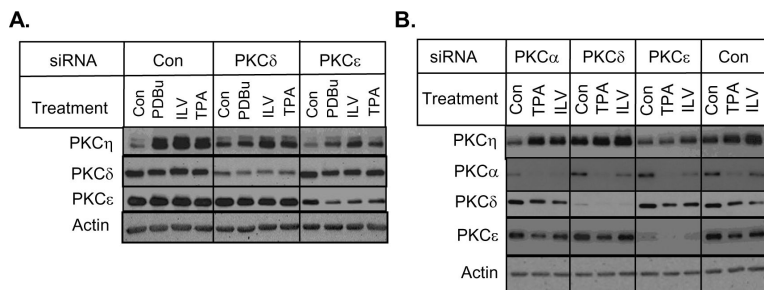 A.
siRNA Con PKCδ PKCε
Treatment Con PDBu ILV TPA Con PDBu ILV TPA Con PDBu ILV TPA
PKCη
PKCδ
PKCε
Actin
B.
siRNA PKCα PKCδ PKCε Con
Treatment Con TPA ILV Con TPA ILV Con TPA ILV Con TPA ILV
PKCη
PKCα
PKCδ
PKCε
Actin